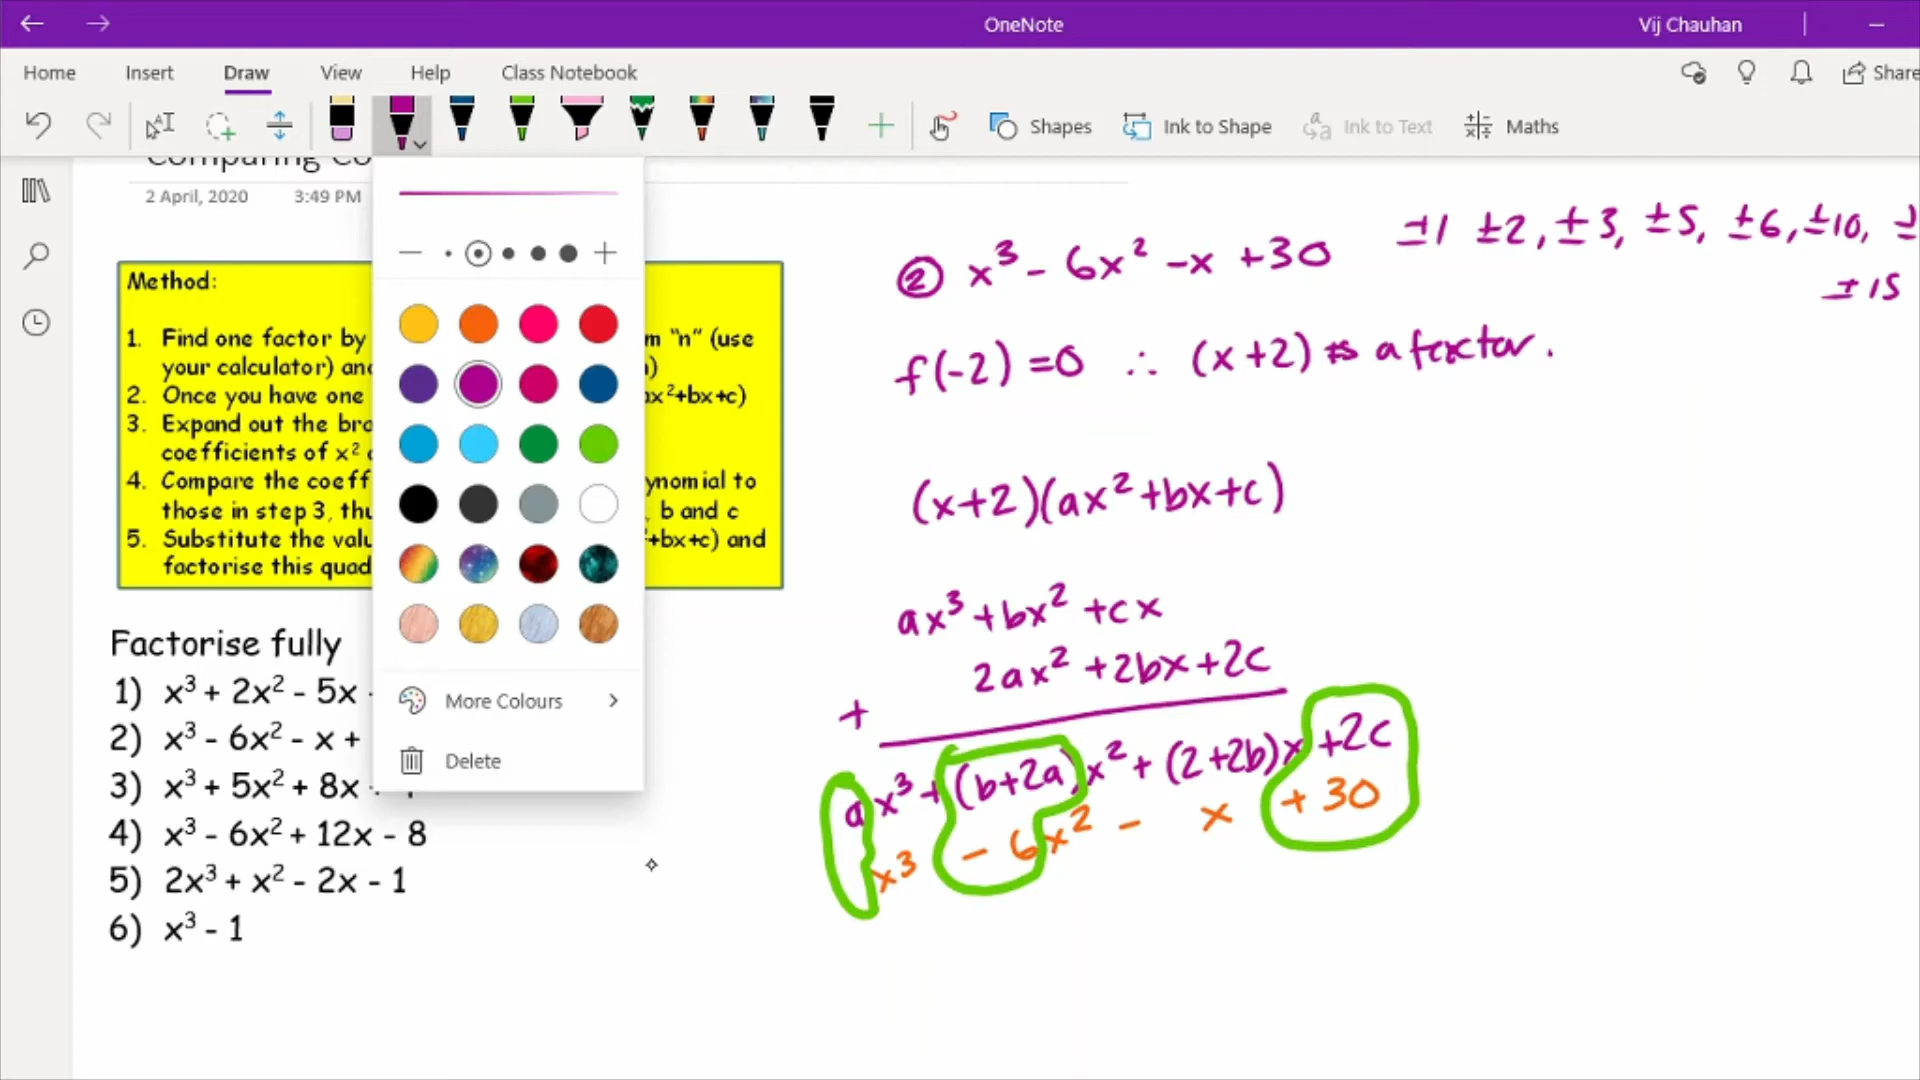 OneNote
Vij Chauhan
Home Insert Draw View Help Class Notebook
Share
Shapes Ink to Shape Ink to Text Maths
Comparing Co
2 April, 2020 3:49 PM
Method:
1. Find one factor by m "n" (use
your calculator) and )
2. Once you have one ax²+bx+c)
3. Expand out the bra
coefficients of x²
4. Compare the coeff ynomial to
those in step 3, thu , b and c
5. Substitute the valu +bx+c) and
factorise this quad
More Colours
Delete
Factorise fully
1) x³ + 2x² - 5x -
2) x³ - 6x² - x +
3) x³ + 5x² + 8x
4) x³ - 6x² + 12x - 8
5) 2x³ + x² - 2x - 1
6) x³ - 1
② x³ - 6x² - x + 30
±1 ±2, ±3, ±5, ±6, ±10,
±15
f(-2) = 0 ∴ (x+2) is a factor.
(x+2)(ax²+bx+c)
ax³ + bx² + cx
2ax² + 2bx + 2c
+
ax³ + (b+2a)x² + (2+2b)x + 2c
x³ - 6x² - x + 30